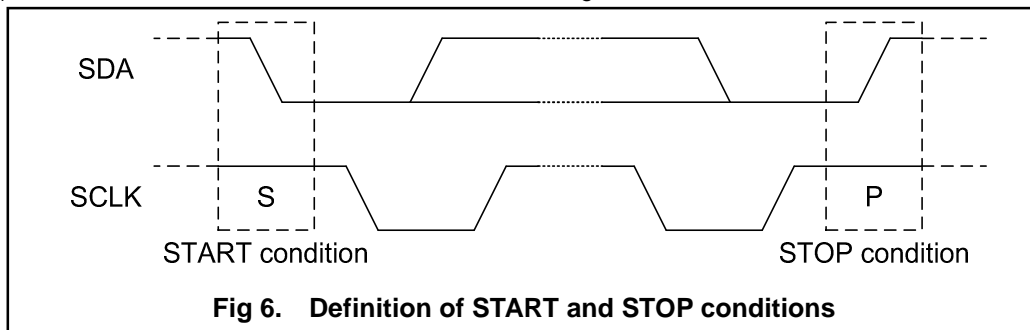 SDA
SCLK
S
P
START condition
STOP condition
Fig 6. Definition of START and STOP conditions